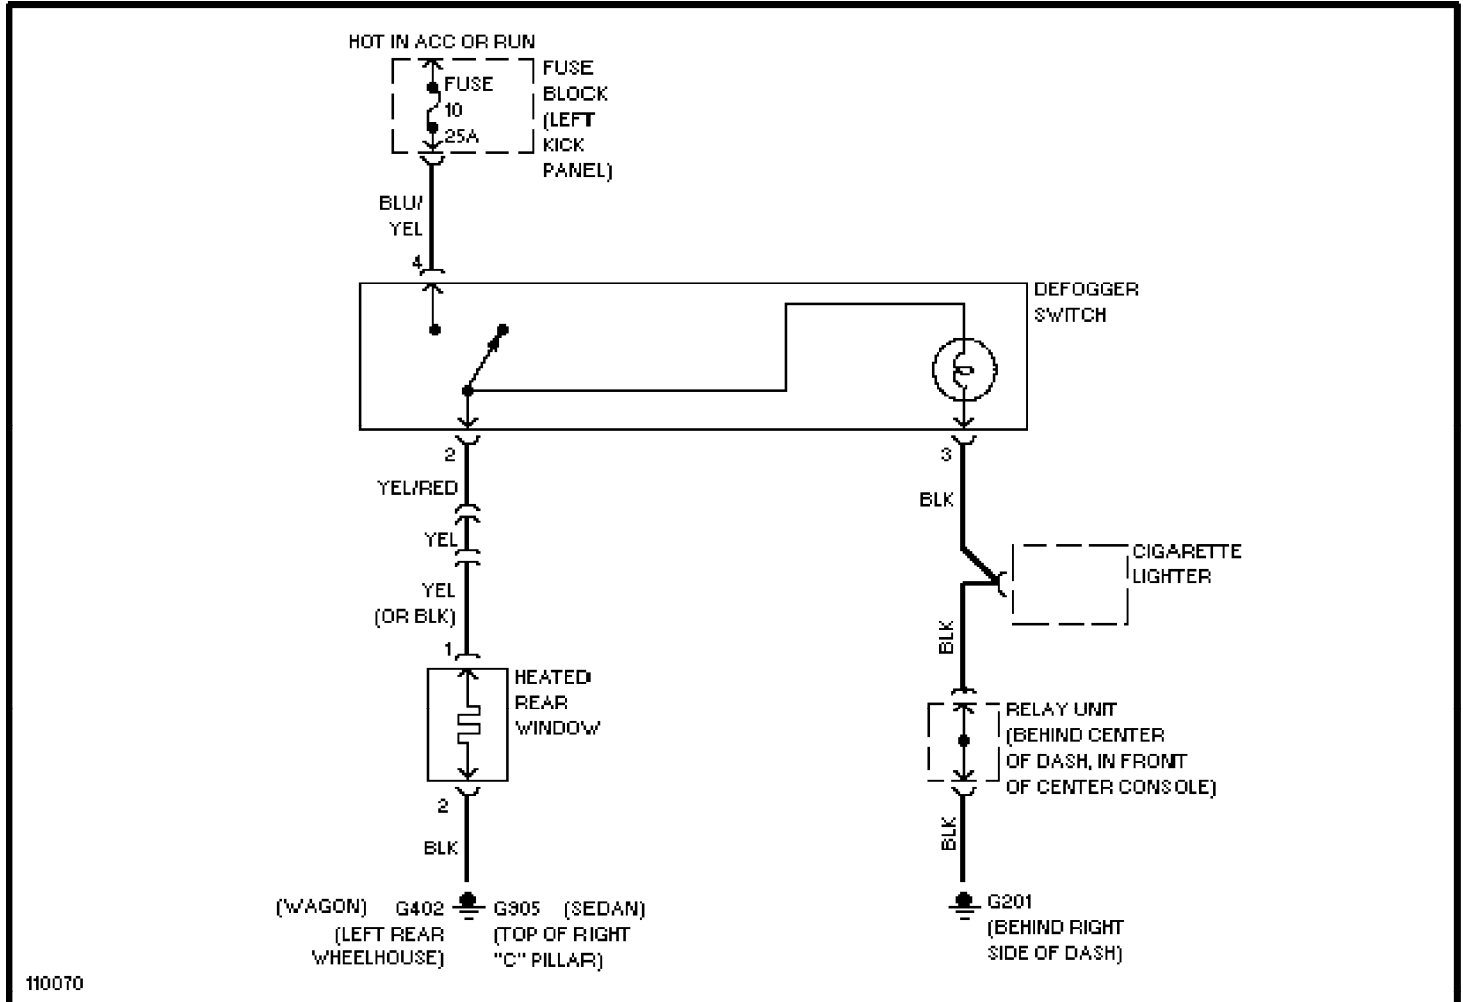 HOT IN ACC OR RUN
FUSE
10
25A
FUSE
BLOCK
(LEFT
KICK
PANEL)
BLU/
YEL
4
DEFOGGER
SWITCH
2
3
YEL/RED
BLK
YEL
CIGARETTE
LIGHTER
YEL
(OR BLK)
BLK
1
HEATED
REAR
WINDOW
RELAY UNIT
(BEHIND CENTER
OF DASH, IN FRONT
OF CENTER CONSOLE)
2
BLK
BLK
(WAGON) G402
(LEFT REAR
WHEELHOUSE)
G305 (SEDAN)
(TOP OF RIGHT
"C" PILLAR)
G201
(BEHIND RIGHT
SIDE OF DASH)
110070